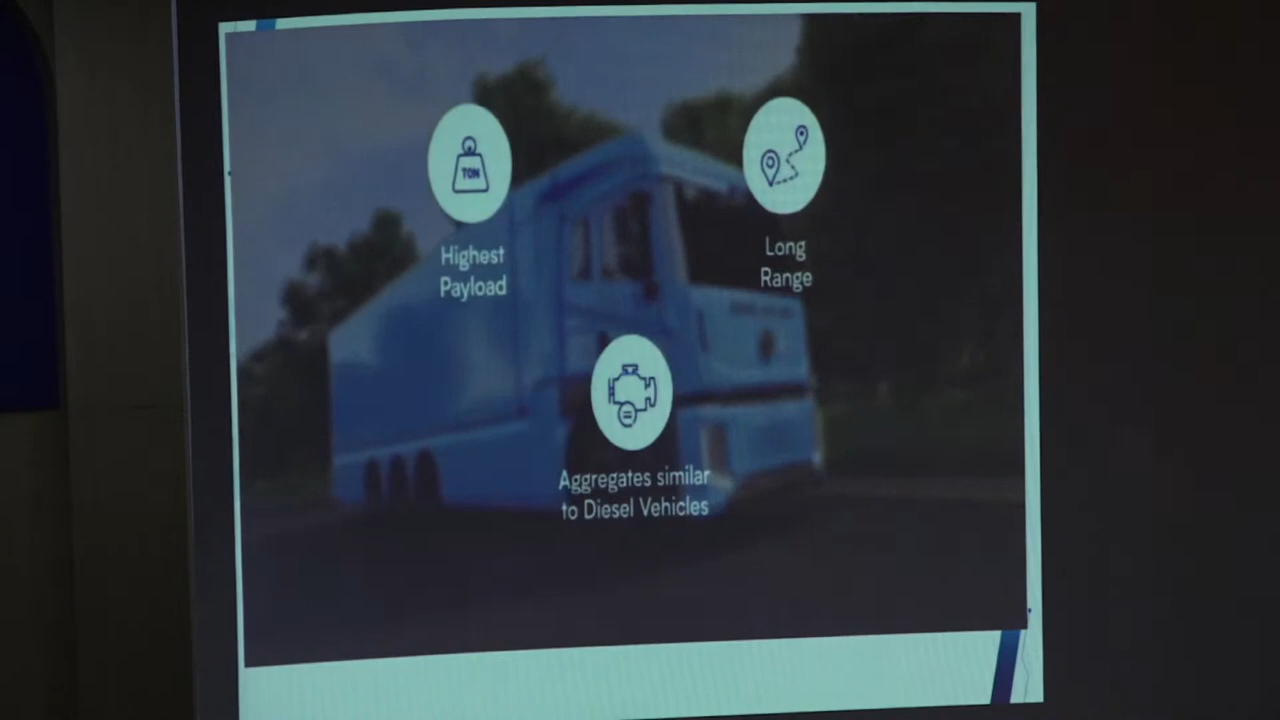 TON
Highest
Payload
Long
Range
Aggregates similar
to Diesel Vehicles